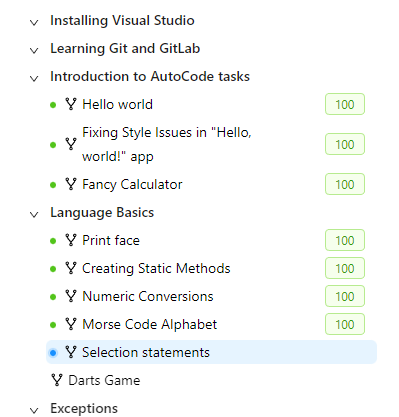 Installing Visual Studio
Learning Git and GitLab
Introduction to AutoCode tasks
Hello world 100
Fixing Style Issues in "Hello,
world!" app 100
Fancy Calculator 100
Language Basics
Print face 100
Creating Static Methods 100
Numeric Conversions 100
Morse Code Alphabet 100
Selection statements
Darts Game
Exceptions